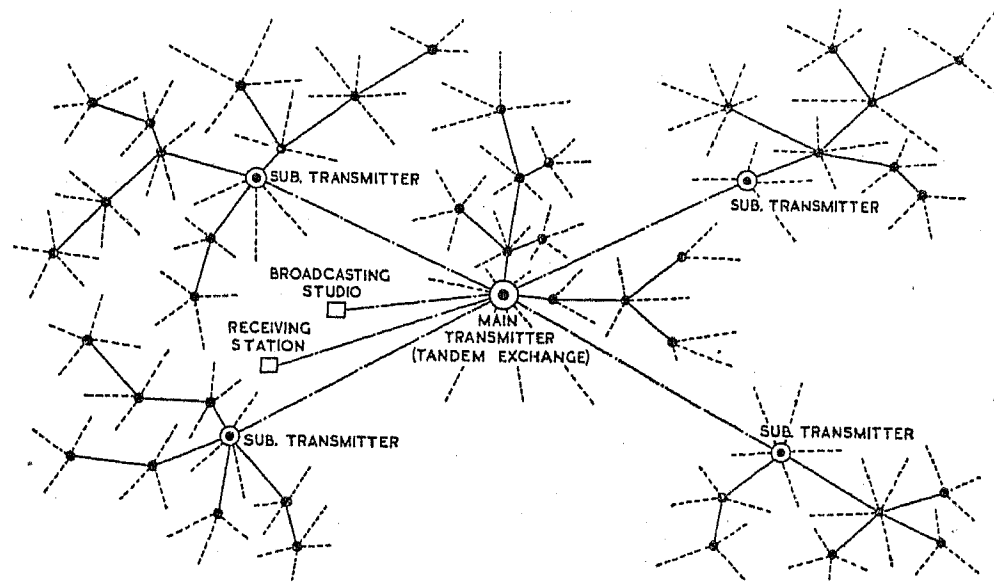 SUB. TRANSMITTER
SUB. TRANSMITTER
BROADCASTING
STUDIO
RECEIVING
STATION
MAIN
TRANSMITTER
(TANDEM EXCHANGE)
SUB. TRANSMITTER
SUB. TRANSMITTER